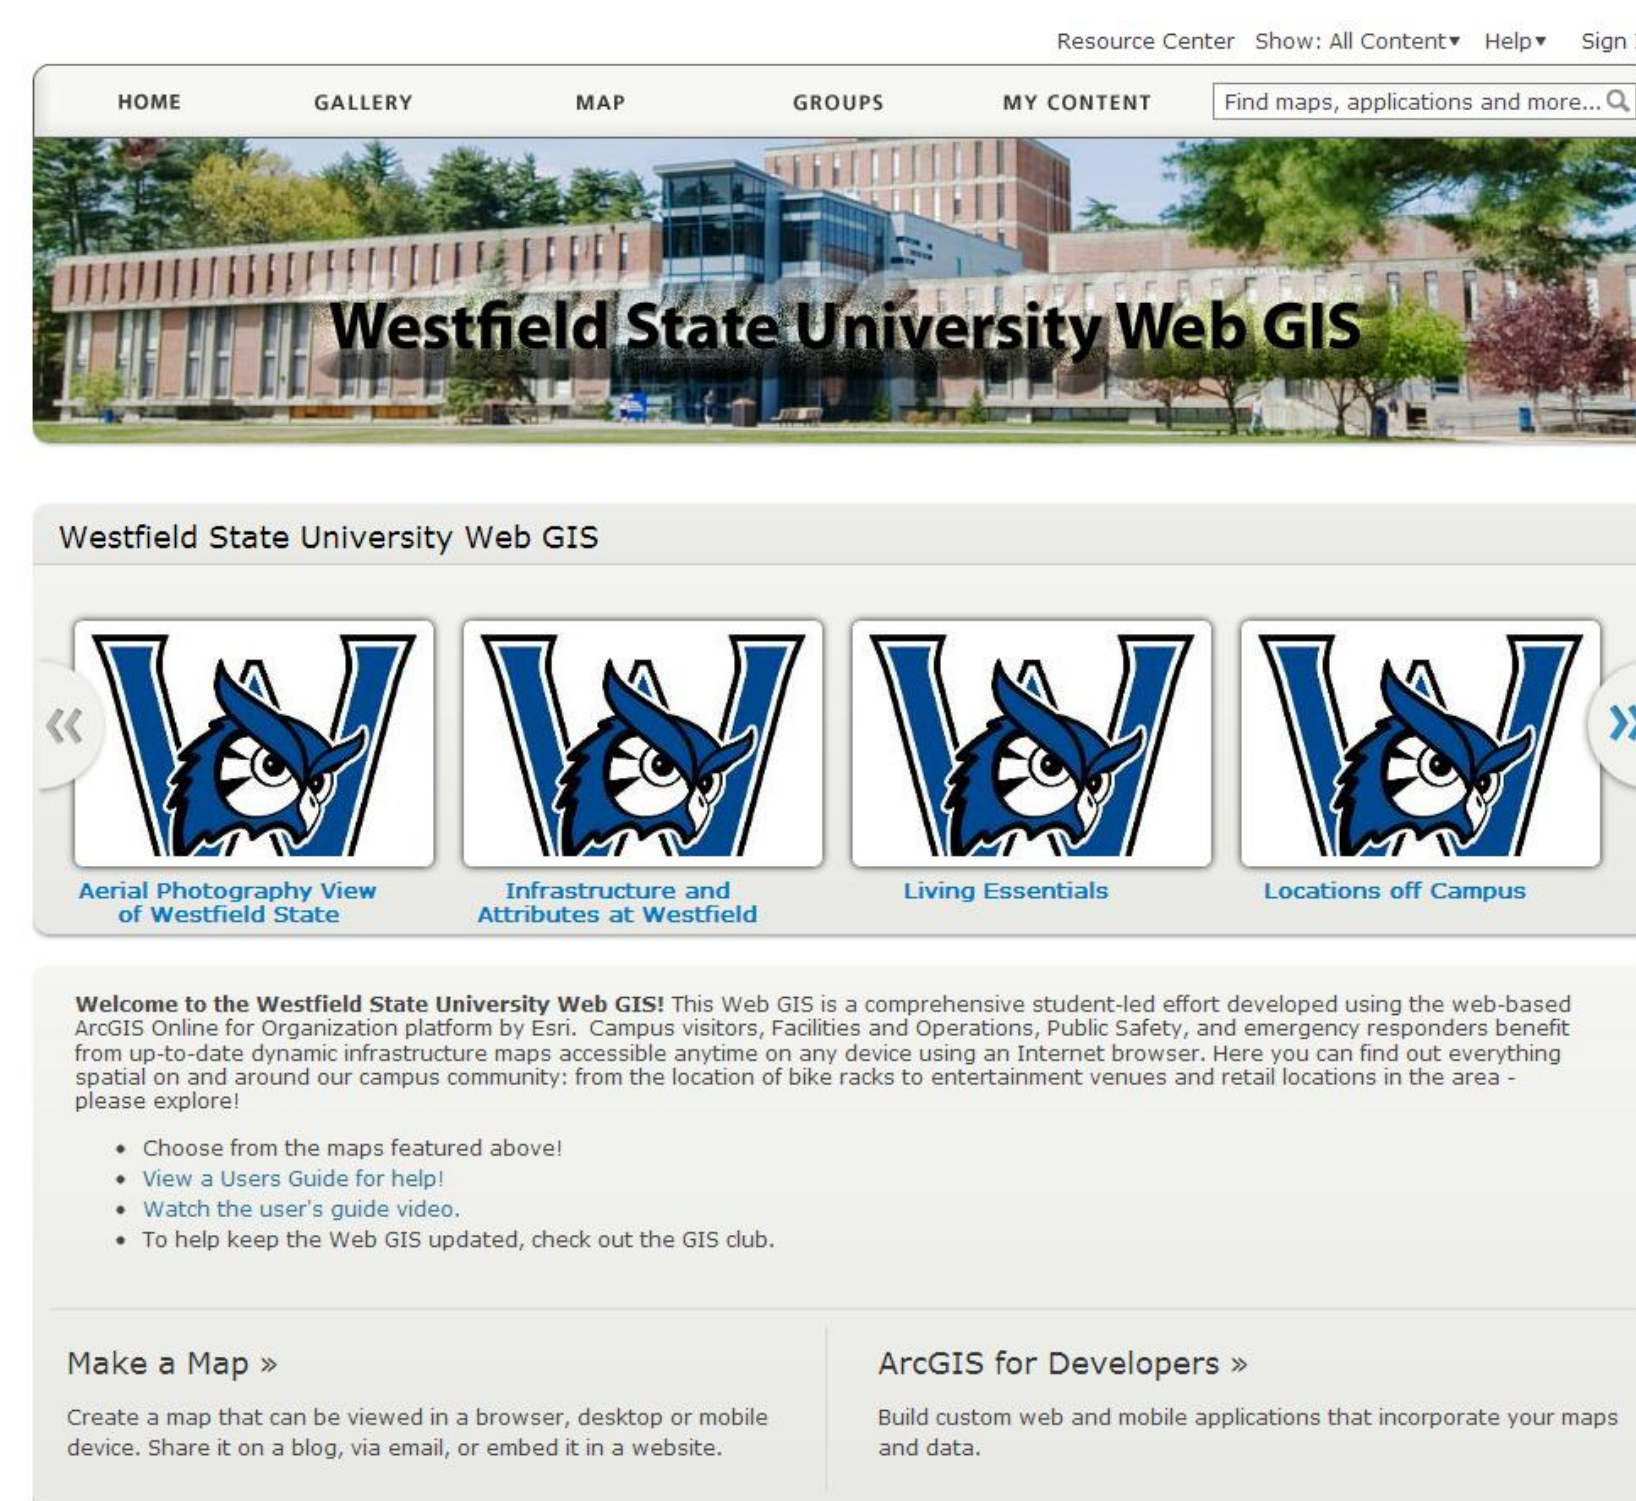 Resource Center Show: All Content▾ Help▾ Sign
HOME GALLERY MAP GROUPS MY CONTENT Find maps, applications and more...
Westfield State University Web GIS
Westfield State University Web GIS
«
»
Aerial Photography View
of Westfield State
Infrastructure and
Attributes at Westfield
Living Essentials
Locations off Campus
Welcome to the Westfield State University Web GIS! This Web GIS is a comprehensive student-led effort developed using the web-based
ArcGIS Online for Organization platform by Esri. Campus visitors, Facilities and Operations, Public Safety, and emergency responders benefit
from up-to-date dynamic infrastructure maps accessible anytime on any device using an Internet browser. Here you can find out everything
spatial on and around our campus community: from the location of bike racks to entertainment venues and retail locations in the area -
please explore!
• Choose from the maps featured above!
• View a Users Guide for help!
• Watch the user's guide video.
• To help keep the Web GIS updated, check out the GIS club.
Make a Map »
Create a map that can be viewed in a browser, desktop or mobile
device. Share it on a blog, via email, or embed it in a website.
ArcGIS for Developers »
Build custom web and mobile applications that incorporate your maps
and data.